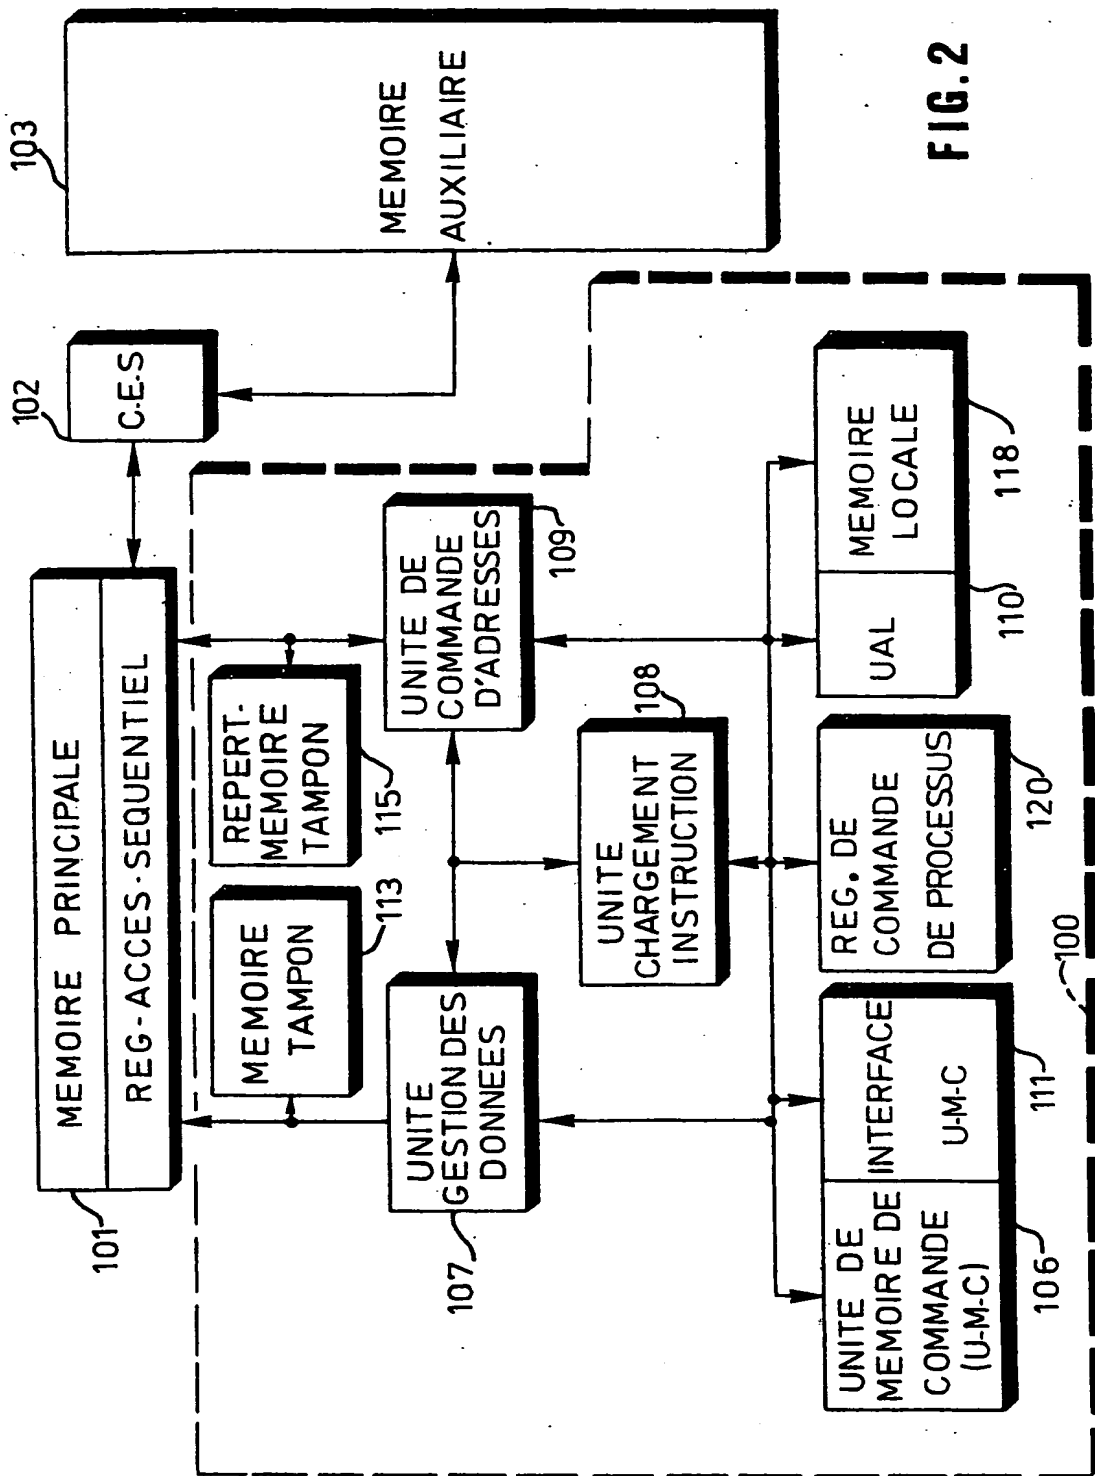 101
MEMOIRE PRINCIPALE
REG-ACCES-SEQUENTIEL
102
C.E.S
103
MEMOIRE
AUXILIAIRE
MEMOIRE
TAMPON
113
REPERT-
MEMOIRE
TAMPON
115
107
UNITE
GESTION DES
DONNEES
UNITE DE
COMMANDE
D'ADRESSES
109
UNITE
CHARGEMENT
INSTRUCTION
108
UNITE DE
MEMOIRE DE
COMMANDE
(U-M-C)
106
INTERFACE
U-M-C
111
REG. DE
COMMANDE
DE PROCESSUS
120
UAL
110
MEMOIRE
LOCALE
118
100
FIG.2